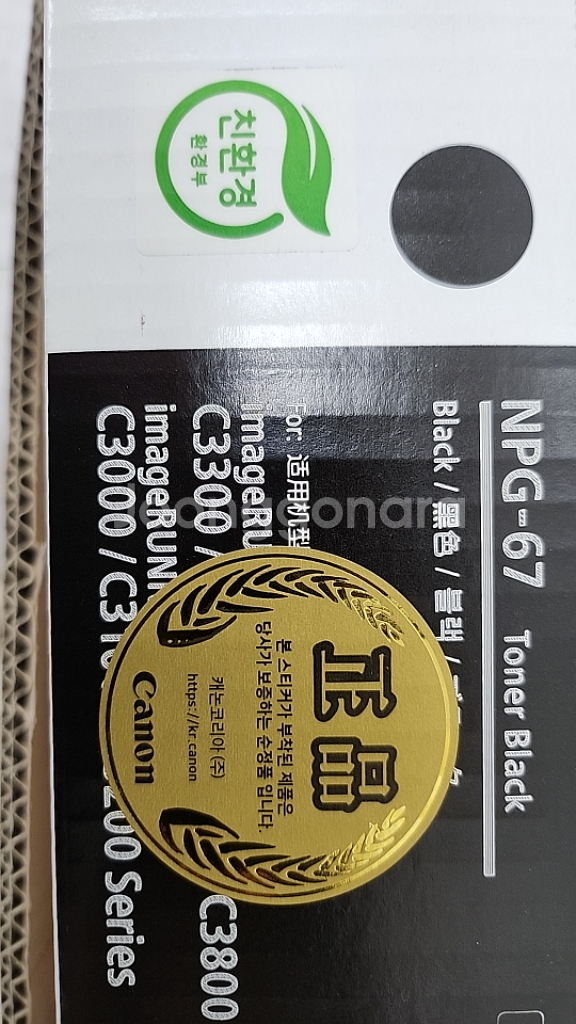 친환경
환경부
NPG-67 Toner Black
Black / 黑色 / 블랙 /
For: 适用机型
imageRU
C3300 / C3800
imageRUN
C3000 / C31 200 Series
正品
본 스티커가 부착된 제품은
당사가 보증하는 순정품 입니다.
캐논코리아 (주)
https://kr.canon
Canon
joonggonara